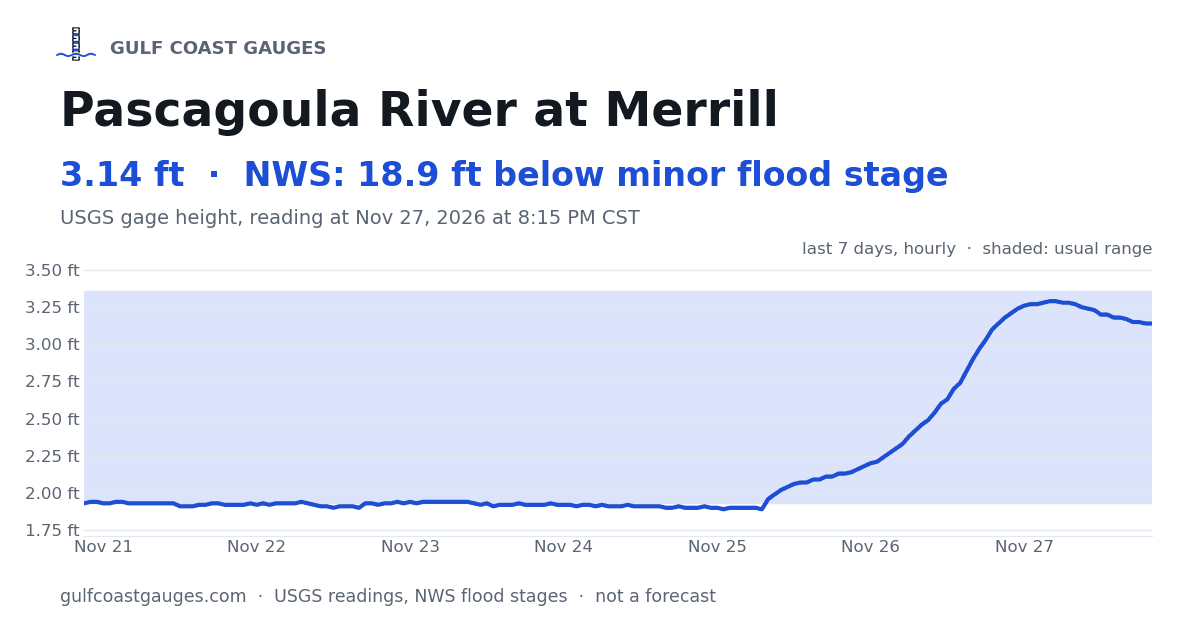 GULF COAST GAUGES
Pascagoula River at Merrill
3.14 ft · NWS: 18.9 ft below minor flood stage
USGS gage height, reading at Nov 27, 2026 at 8:15 PM CST
last 7 days, hourly · shaded: usual range
3.50 ft
3.25 ft
3.00 ft
2.75 ft
2.50 ft
2.25 ft
2.00 ft
1.75 ft
Nov 21 Nov 22 Nov 23 Nov 24 Nov 25 Nov 26 Nov 27
gulfcoastgauges.com · USGS readings, NWS flood stages · not a forecast